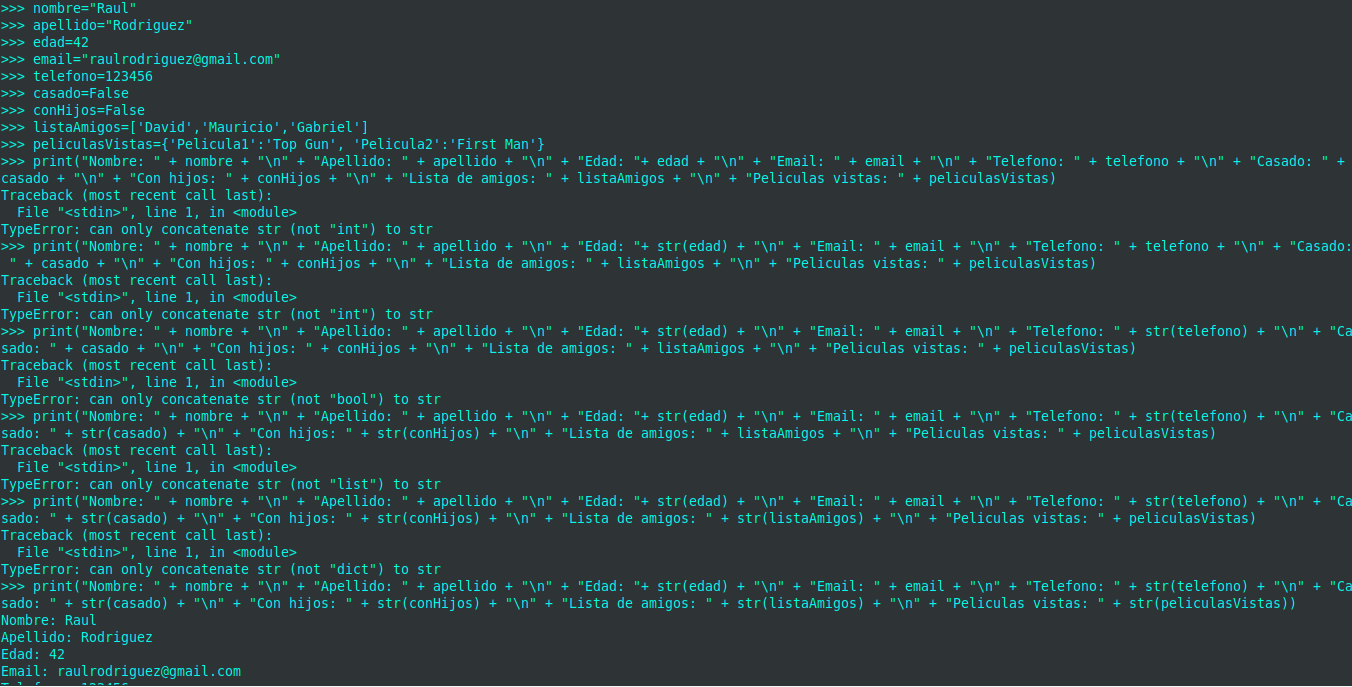 >>> nombre="Raul"
>>> apellido="Rodriguez"
>>> edad=42
>>> email="raulrodriguez@gmail.com"
>>> telefono=123456
>>> casado=False
>>> conHijos=False
>>> listaAmigos=['David','Mauricio','Gabriel']
>>> peliculasVistas={'Pelicula1':'Top Gun', 'Pelicula2':'First Man'}
>>> print("Nombre: " + nombre + "\n" + "Apellido: " + apellido + "\n" + "Edad: "+ edad + "\n" + "Email: " + email + "\n" + "Telefono: " + telefono + "\n" + "Casado: " +
casado + "\n" + "Con hijos: " + conHijos + "\n" + "Lista de amigos: " + listaAmigos + "\n" + "Peliculas vistas: " + peliculasVistas)
Traceback (most recent call last):
  File "<stdin>", line 1, in <module>
TypeError: can only concatenate str (not "int") to str
>>> print("Nombre: " + nombre + "\n" + "Apellido: " + apellido + "\n" + "Edad: "+ str(edad) + "\n" + "Email: " + email + "\n" + "Telefono: " + telefono + "\n" + "Casado:
 " + casado + "\n" + "Con hijos: " + conHijos + "\n" + "Lista de amigos: " + listaAmigos + "\n" + "Peliculas vistas: " + peliculasVistas)
Traceback (most recent call last):
  File "<stdin>", line 1, in <module>
TypeError: can only concatenate str (not "int") to str
>>> print("Nombre: " + nombre + "\n" + "Apellido: " + apellido + "\n" + "Edad: "+ str(edad) + "\n" + "Email: " + email + "\n" + "Telefono: " + str(telefono) + "\n" + "Ca
sado: " + casado + "\n" + "Con hijos: " + conHijos + "\n" + "Lista de amigos: " + listaAmigos + "\n" + "Peliculas vistas: " + peliculasVistas)
Traceback (most recent call last):
  File "<stdin>", line 1, in <module>
TypeError: can only concatenate str (not "bool") to str
>>> print("Nombre: " + nombre + "\n" + "Apellido: " + apellido + "\n" + "Edad: "+ str(edad) + "\n" + "Email: " + email + "\n" + "Telefono: " + str(telefono) + "\n" + "Ca
sado: " + str(casado) + "\n" + "Con hijos: " + str(conHijos) + "\n" + "Lista de amigos: " + listaAmigos + "\n" + "Peliculas vistas: " + peliculasVistas)
Traceback (most recent call last):
  File "<stdin>", line 1, in <module>
TypeError: can only concatenate str (not "list") to str
>>> print("Nombre: " + nombre + "\n" + "Apellido: " + apellido + "\n" + "Edad: "+ str(edad) + "\n" + "Email: " + email + "\n" + "Telefono: " + str(telefono) + "\n" + "Ca
sado: " + str(casado) + "\n" + "Con hijos: " + str(conHijos) + "\n" + "Lista de amigos: " + str(listaAmigos) + "\n" + "Peliculas vistas: " + peliculasVistas)
Traceback (most recent call last):
  File "<stdin>", line 1, in <module>
TypeError: can only concatenate str (not "dict") to str
>>> print("Nombre: " + nombre + "\n" + "Apellido: " + apellido + "\n" + "Edad: "+ str(edad) + "\n" + "Email: " + email + "\n" + "Telefono: " + str(telefono) + "\n" + "Ca
sado: " + str(casado) + "\n" + "Con hijos: " + str(conHijos) + "\n" + "Lista de amigos: " + str(listaAmigos) + "\n" + "Peliculas vistas: " + str(peliculasVistas))
Nombre: Raul
Apellido: Rodriguez
Edad: 42
Email: raulrodriguez@gmail.com